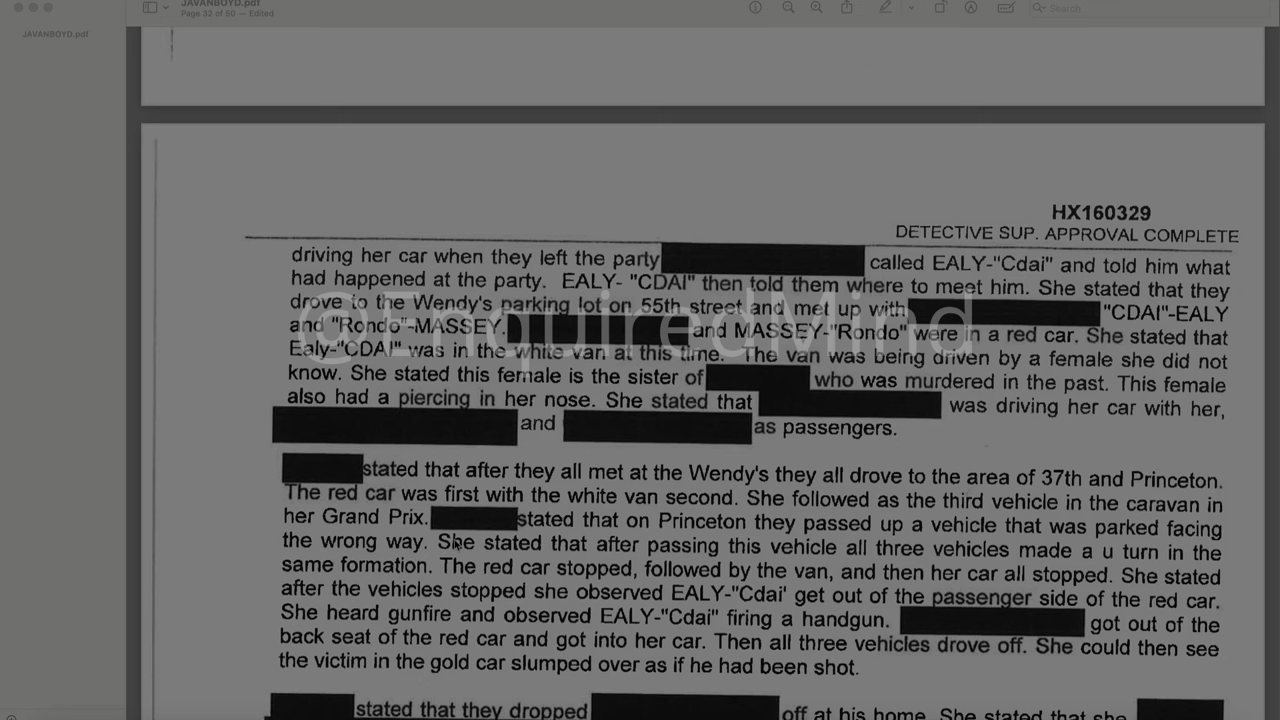 JAVANBOYD.pdf
Page 32 of 60 — Edited
Search
JAVANBOYD.pdf
HX160329
DETECTIVE SUP. APPROVAL COMPLETE
driving her car when they left the party called EALY-"Cdai" and told him what
had happened at the party. EALY- "CDAI" then told them where to meet him. She stated that they
drove to the Wendy's parking lot on 55th street and met up with "CDAI"-EALY
and "Rondo"-MASSEY. and MASSEY-"Rondo" were in a red car. She stated that
Ealy-"CDAI" was in the white van at this time. The van was being driven by a female she did not
know. She stated this female is the sister of who was murdered in the past. This female
also had a piercing in her nose. She stated that was driving her car with her,
and as passengers.
@EnquiredMind
stated that after they all met at the Wendy's they all drove to the area of 37th and Princeton.
The red car was first with the white van second. She followed as the third vehicle in the caravan in
her Grand Prix. stated that on Princeton they passed up a vehicle that was parked facing
the wrong way. She stated that after passing this vehicle all three vehicles made a u turn in the
same formation. The red car stopped, followed by the van, and then her car all stopped. She stated
after the vehicles stopped she observed EALY-"Cdai' get out of the passenger side of the red car.
She heard gunfire and observed EALY-"Cdai" firing a handgun. got out of the
back seat of the red car and got into her car. Then all three vehicles drove off. She could then see
the victim in the gold car slumped over as if he had been shot.
stated that they dropped off at his home. She stated that she